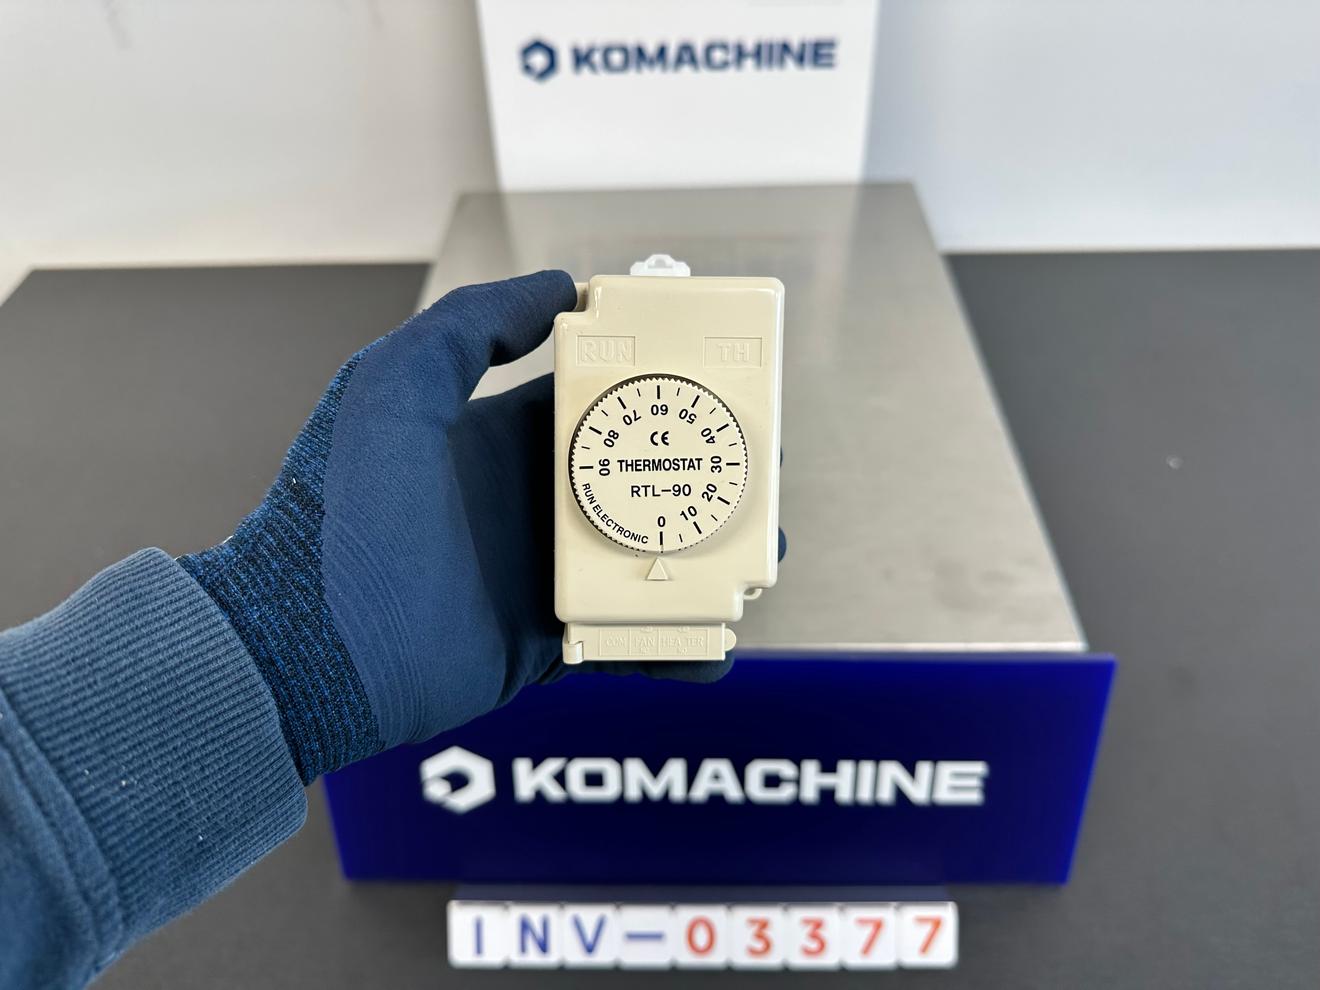 KOMACHINE
RUN TH
0 10 20 30 40 50 60 70 80 90
CE
THERMOSTAT
RTL-90
RUN ELECTRONIC
COM FAN HEATER
KOMACHINE
INV-03377